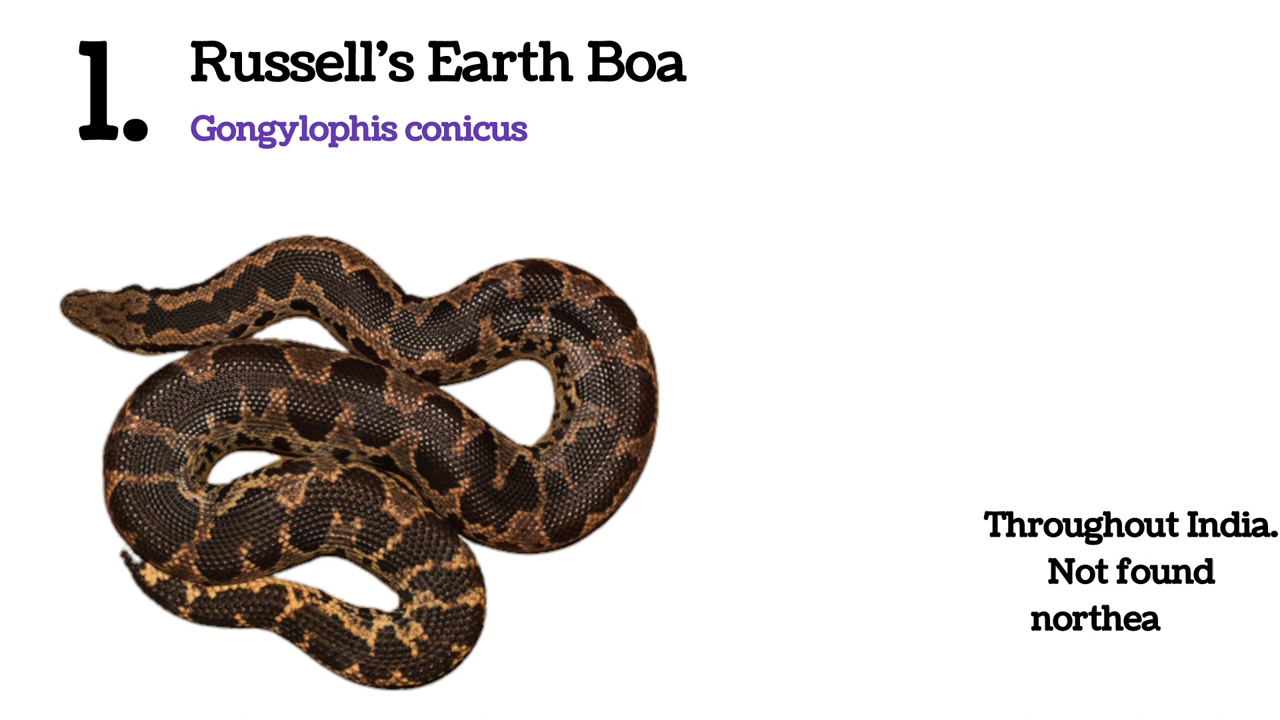 1.
Russell's Earth Boa
Gongylophis conicus
Throughout India.
Not found
northea